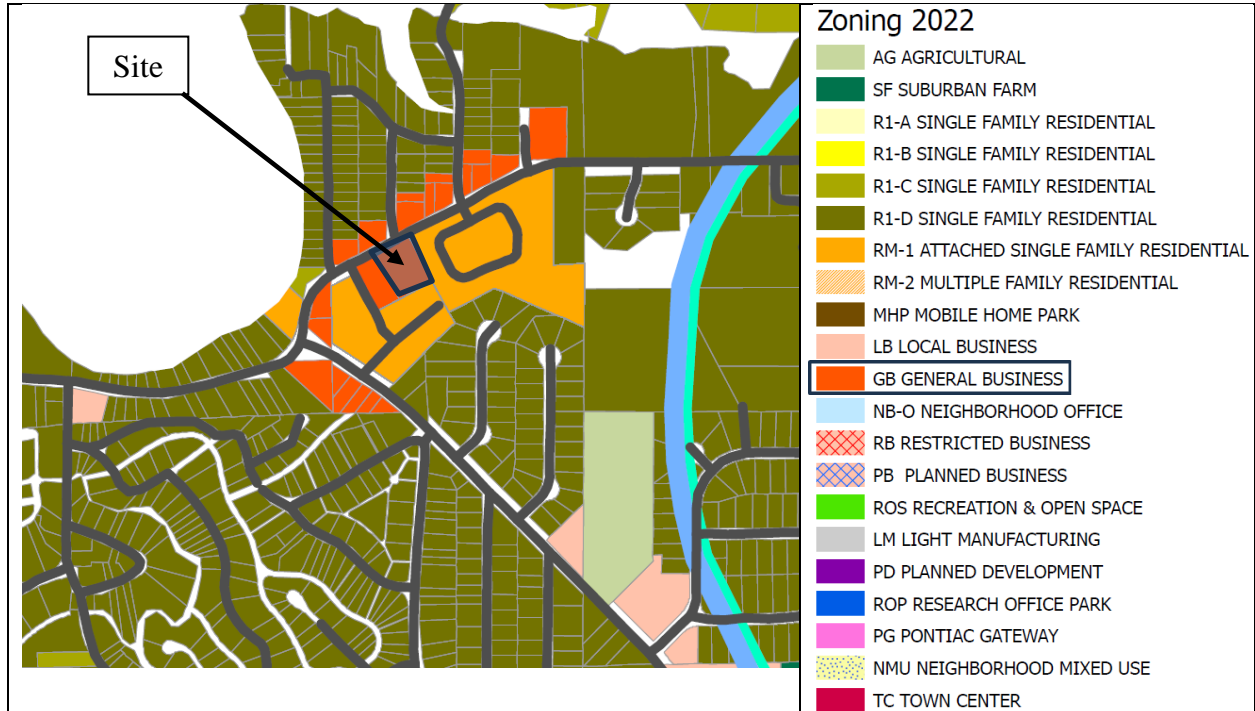 Site
Zoning 2022
AG AGRICULTURAL
SF SUBURBAN FARM
R1-A SINGLE FAMILY RESIDENTIAL
R1-B SINGLE FAMILY RESIDENTIAL
R1-C SINGLE FAMILY RESIDENTIAL
R1-D SINGLE FAMILY RESIDENTIAL
RM-1 ATTACHED SINGLE FAMILY RESIDENTIAL
RM-2 MULTIPLE FAMILY RESIDENTIAL
MHP MOBILE HOME PARK
LB LOCAL BUSINESS
GB GENERAL BUSINESS
NB-O NEIGHBORHOOD OFFICE
RB RESTRICTED BUSINESS
PB  PLANNED BUSINESS
ROS RECREATION & OPEN SPACE
LM LIGHT MANUFACTURING
PD PLANNED DEVELOPMENT
ROP RESEARCH OFFICE PARK
PG PONTIAC GATEWAY
NMU NEIGHBORHOOD MIXED USE
TC TOWN CENTER